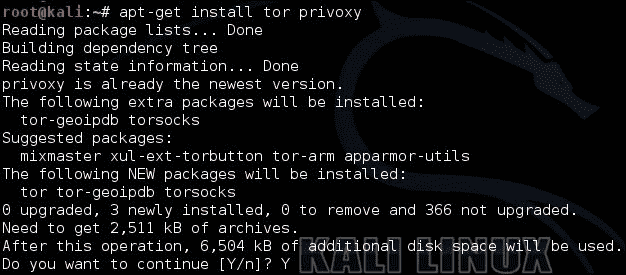 root@kali:~# apt-get install tor privoxy
Reading package lists... Done
Building dependency tree
Reading state information... Done
privoxy is already the newest version.
The following extra packages will be installed:
  tor-geoipdb torsocks
Suggested packages:
  mixmaster xul-ext-torbutton tor-arm apparmor-utils
The following NEW packages will be installed:
  tor tor-geoipdb torsocks
0 upgraded, 3 newly installed, 0 to remove and 366 not upgraded.
Need to get 2,511 kB of archives.
After this operation, 6,504 kB of additional disk space will be used.
Do you want to continue [Y/n]? Y
KALI LINUX